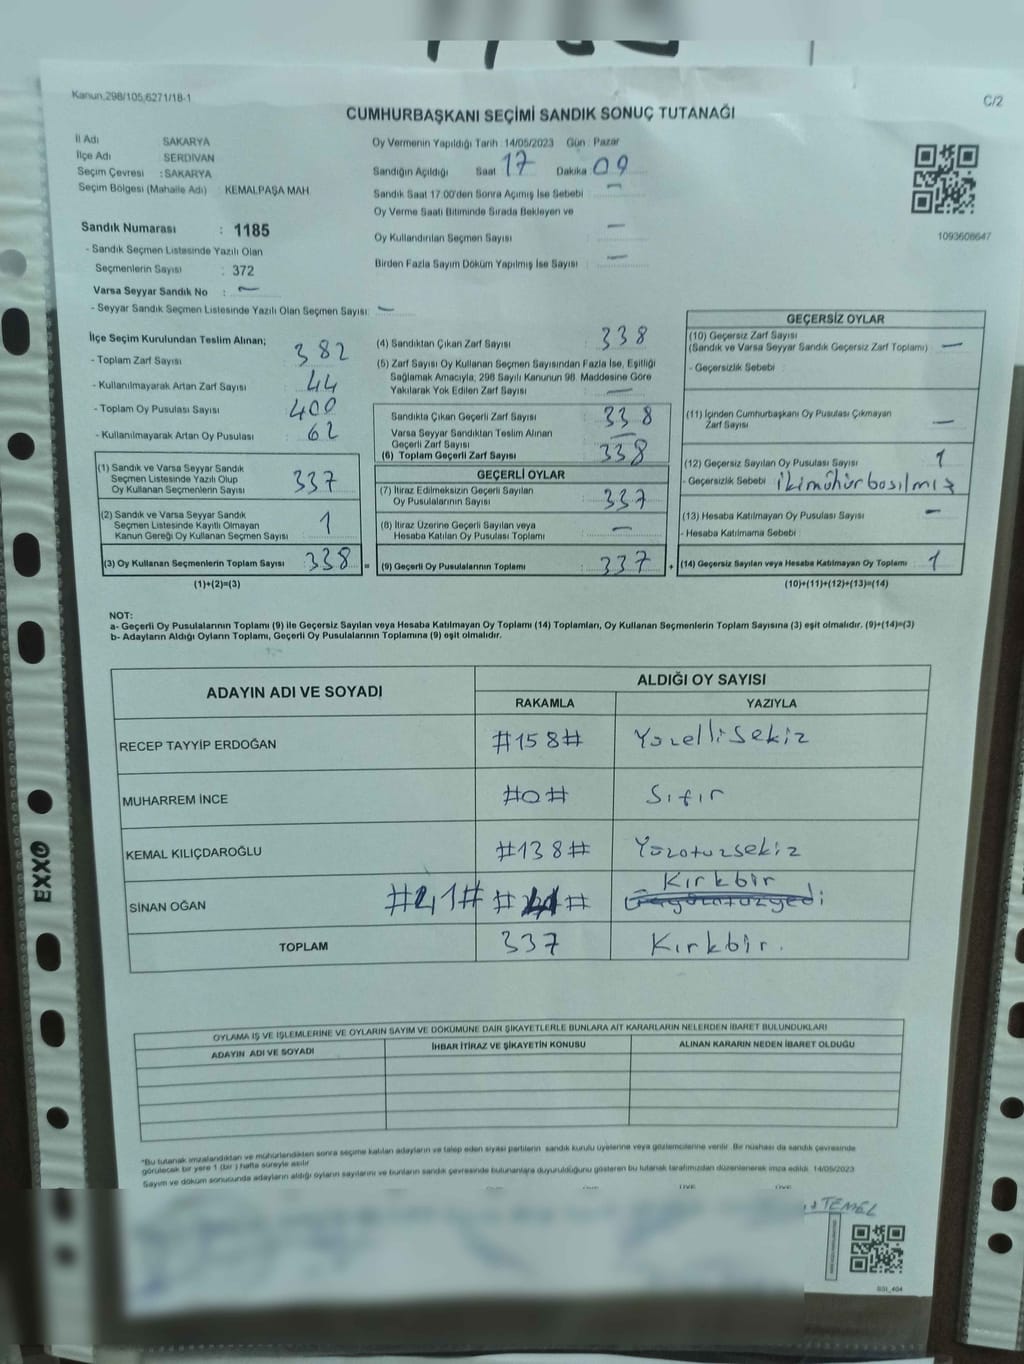 Kanun,298/105,6271/18-1
C/2
CUMHURBAŞKANI SEÇİMİ SANDIK SONUÇ TUTANAĞI
İl Adı SAKARYA
İlçe Adı SERDİVAN
Seçim Çevresi : SAKARYA
Seçim Bölgesi (Mahalle Adı) : KEMALPAŞA MAH.
Oy Vermenin Yapıldığı Tarih : 14/05/2023 Gün : Pazar
Sandığın Açıldığı Saat 17 Dakika 09
Sandık Saat 17:00'den Sonra Açımış İse Sebebi : —
Oy Verme Saati Bitiminde Sırada Bekleyen ve
Oy Kullandırılan Seçmen Sayısı : —
Birden Fazla Sayım Döküm Yapılmış İse Sayısı : —
1093608647
Sandık Numarası : 1185
- Sandık Seçmen Listesinde Yazılı Olan
Seçmenlerin Sayısı : 372
Varsa Seyyar Sandık No : —
- Seyyar Sandık Seçmen Listesinde Yazılı Olan Seçmen Sayısı: —
İlçe Seçim Kurulundan Teslim Alınan;
- Toplam Zarf Sayısı : 382
- Kullanılmayarak Artan Zarf Sayısı : 44
- Toplam Oy Pusulası Sayısı : 400
- Kullanılmayarak Artan Oy Pusulası : 62
(1) Sandık ve Varsa Seyyar Sandık
Seçmen Listesinde Yazılı Olup
Oy Kullanan Seçmenlerin Sayısı : 337
(2) Sandık ve Varsa Seyyar Sandık
Seçmen Listesinde Kayıtlı Olmayan
Kanun Gereği Oy Kullanan Seçmen Sayısı : 1
(3) Oy Kullanan Seçmenlerin Toplam Sayısı : 338 =
(1)+(2)=(3)
(4) Sandıktan Çıkan Zarf Sayısı : 338
(5) Zarf Sayısı Oy Kullanan Seçmen Sayısından Fazla İse, Eşitliği
Sağlamak Amacıyla, 298 Sayılı Kanunun 98. Maddesine Göre
Yakılarak Yok Edilen Zarf Sayısı : —
Sandıkta Çıkan Geçerli Zarf Sayısı : 338
Varsa Seyyar Sandıktan Teslim Alınan
Geçerli Zarf Sayısı : —
(6) Toplam Geçerli Zarf Sayısı : 338
GEÇERLİ OYLAR
(7) İtiraz Edilmeksizin Geçerli Sayılan
Oy Pusulalarının Sayısı : 337
(8) İtiraz Üzerine Geçerli Sayılan veya
Hesaba Katılan Oy Pusulası Toplamı : —
(9) Geçerli Oy Pusulalarının Toplamı : 337 +
GEÇERSİZ OYLAR
(10) Geçersiz Zarf Sayısı
(Sandık ve Varsa Seyyar Sandık Geçersiz Zarf Toplamı) : —
- Geçersizlik Sebebi :
(11) İçinden Cumhurbaşkanı Oy Pusulası Çıkmayan
Zarf Sayısı : —
(12) Geçersiz Sayılan Oy Pusulası Sayısı : 1
- Geçersizlik Sebebi : ikimühürbasılmış
(13) Hesaba Katılmayan Oy Pusulası Sayısı : —
- Hesaba Katılmama Sebebi :
(14) Geçersiz Sayılan veya Hesaba Katılmayan Oy Toplamı : 1
(10)+(11)+(12)+(13)=(14)
NOT:
a- Geçerli Oy Pusulalarının Toplamı (9) ile Geçersiz Sayılan veya Hesaba Katılmayan Oy Toplamı (14) Toplamları, Oy Kullanan Seçmenlerin Toplam Sayısına (3) eşit olmalıdır. (9)+(14)=(3)
b- Adayların Aldığı Oyların Toplamı, Geçerli Oy Pusulalarının Toplamına (9) eşit olmalıdır.
ADAYIN ADI VE SOYADI
ALDIĞI OY SAYISI
RAKAMLA YAZIYLA
RECEP TAYYİP ERDOĞAN #158# Yüzellisekiz
MUHARREM İNCE #0# Sıfır
KEMAL KILIÇDAROĞLU #138# Yüzotuzsekiz
SİNAN OĞAN #41# #41# Kırkbir
TOPLAM 337 Kırkbir.
OYLAMA İŞ VE İŞLEMLERİNE VE OYLARIN SAYIM VE DÖKÜMÜNE DAİR ŞİKAYETLERLE BUNLARA AİT KARARLARIN NELERDEN İBARET BULUNDUKLARI
ADAYIN ADI VE SOYADI İHBAR İTİRAZ VE ŞİKAYETİN KONUSU ALINAN KARARIN NEDEN İBARET OLDUĞU
*Bu tutanak imzalandıktan ve mühürlendikten sonra seçime katılan adayların ve talep eden siyasi partilerin sandık kurulu üyelerine veya gözlemcilerine verilir. Bir nüshası da sandık çevresinde
görülecek bir yere 1 (bir ) hafta süreyle asılır
Sayım ve döküm sonucunda adayların aldığı oyların sayılarını ve bunların sandık çevresinde bulunanlara duyurulduğunu gösteren bu tutanak tarafımızdan düzenlenerek imza edildi. 14/05/2023
TEMEL
SSI_404
EXXO